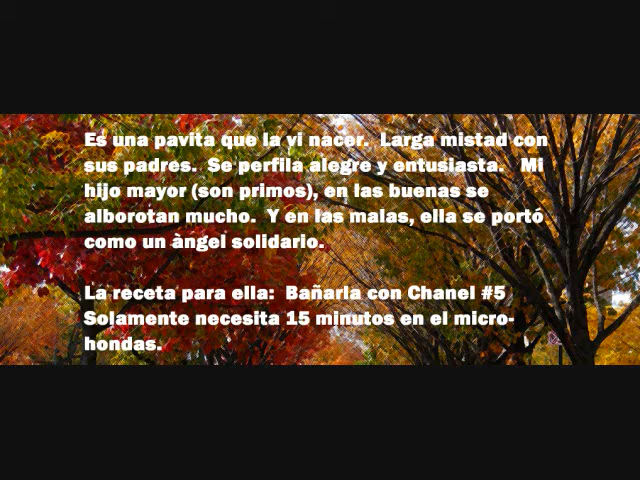 Es una pavita que la vi nacer.  Larga mistad con
sus padres.  Se perfila alegre y entusiasta.   Mi
hijo mayor (son primos), en las buenas se
alborotan mucho.  Y en las malas, ella se portó
como un àngel solidario.
La receta para ella:  Bañarla con Chanel #5
Solamente necesita 15 minutos en el micro-
hondas.